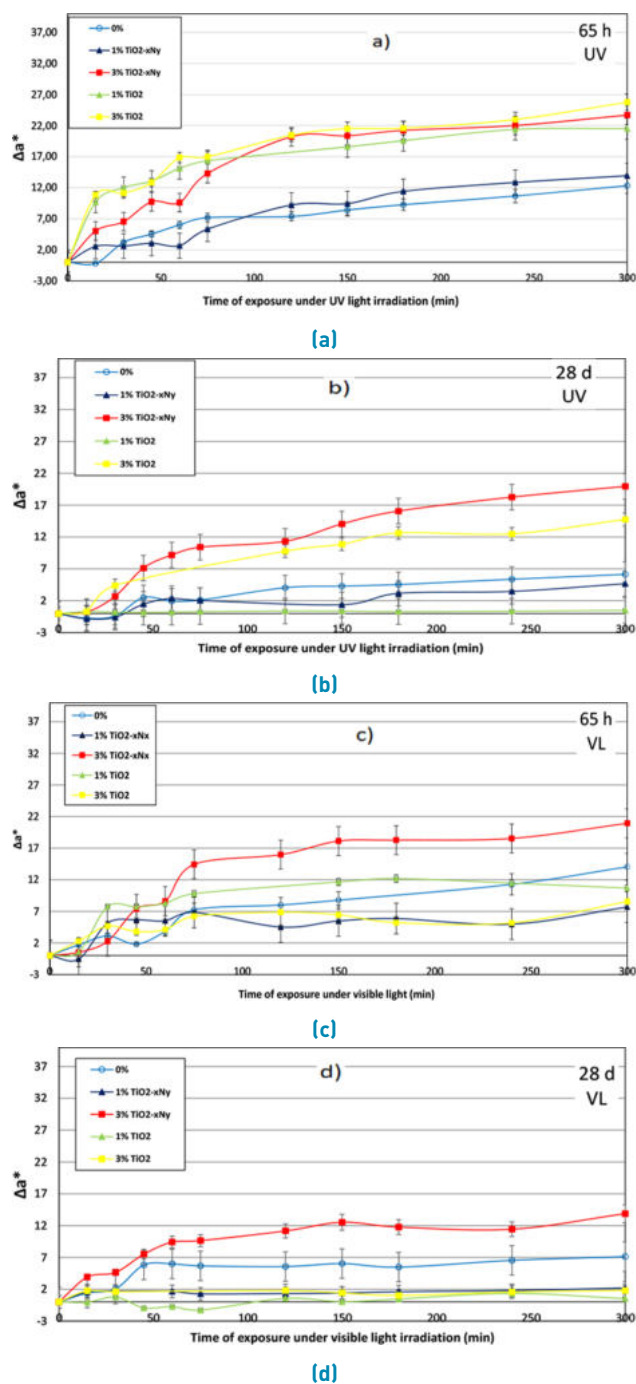 37,00
32,00
27,00
22,00
17,00
12,00
7,00
2,00
-3,00
Δa*
0%
1% TiO2-xNy
3% TiO2-xNy
1% TiO2
3% TiO2
a)
65 h
UV
0 50 100 150 200 250 300
Time of exposure under UV light irradiation (min)
(a)
37
32
27
22
17
12
7
2
-3
Δa*
0%
1% TiO2-xNy
3% TiO2-xNy
1% TiO2
3% TiO2
b)
28 d
UV
0 50 100 150 200 250 300
Time of exposure under UV light irradiation (min)
(b)
37
32
27
22
17
12
7
2
-3
Δa*
0%
1% TiO2-xNx
3% TiO2-xNx
1% TiO2
3% TiO2
c)
65 h
VL
0 50 100 150 200 250 300
Time of exposure under visible light (min)
(c)
37
32
27
22
17
12
7
2
-3
Δa*
0%
1% TiO2-xNy
3% TiO2-xNy
1% TiO2
3% TiO2
d)
28 d
VL
0 50 100 150 200 250 300
Time of exposure under visible light irradiation (min)
(d)